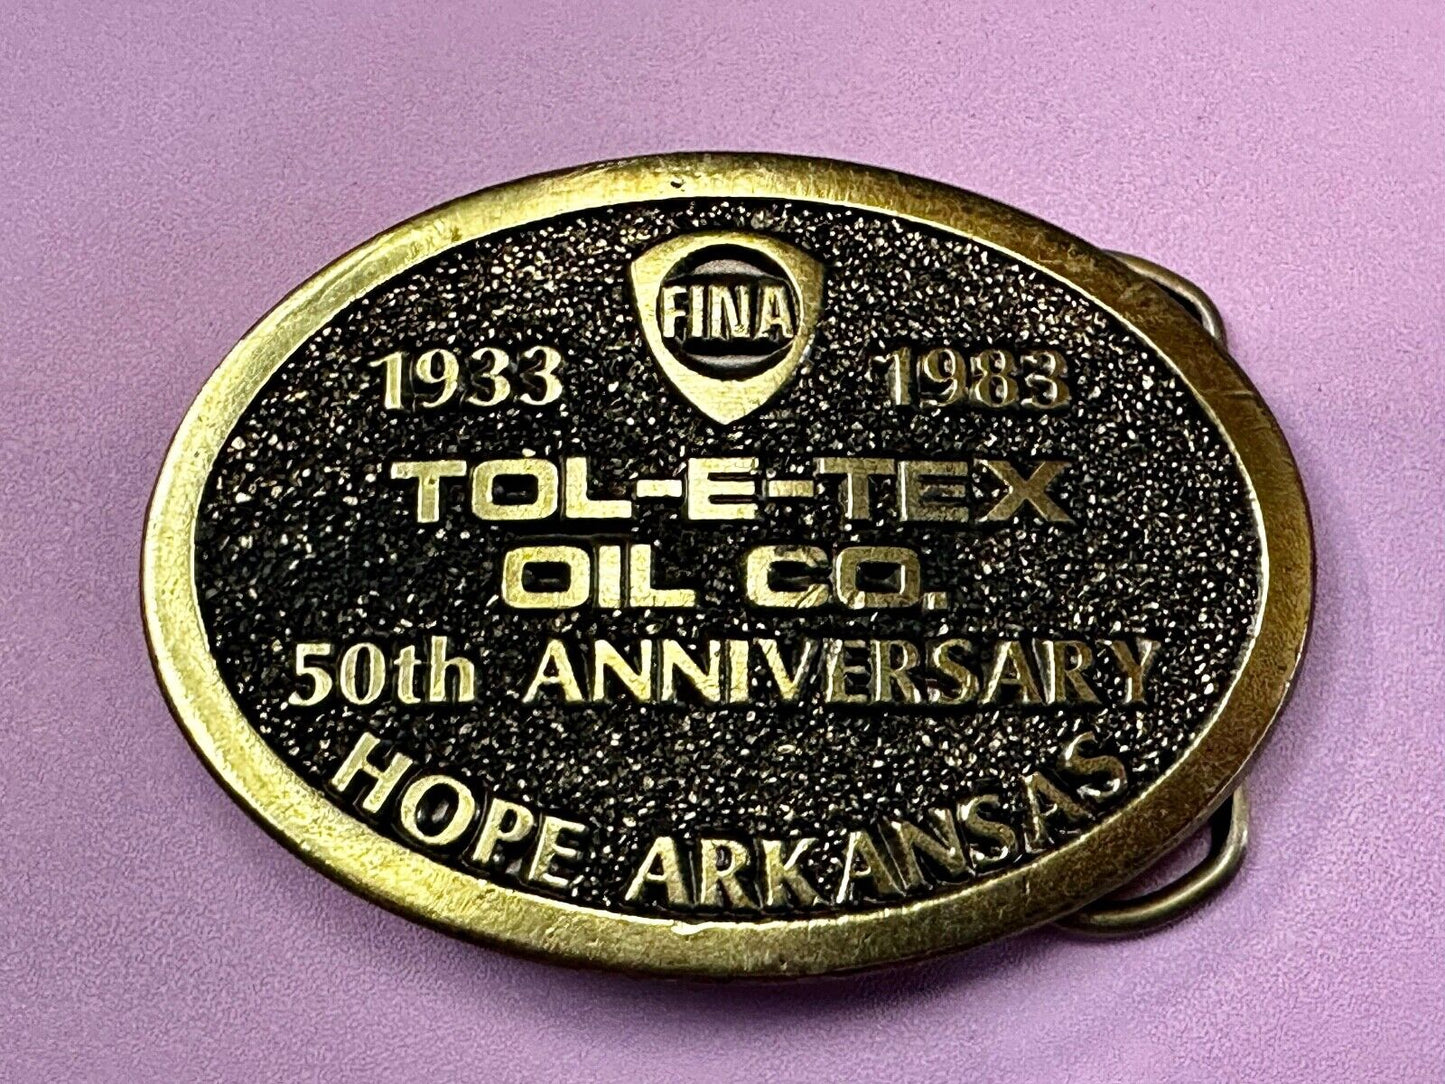 FINA
1933 1983
TOL-E-TEX
OIL CO.
50th ANNIVERSARY
HOPE ARKANSAS